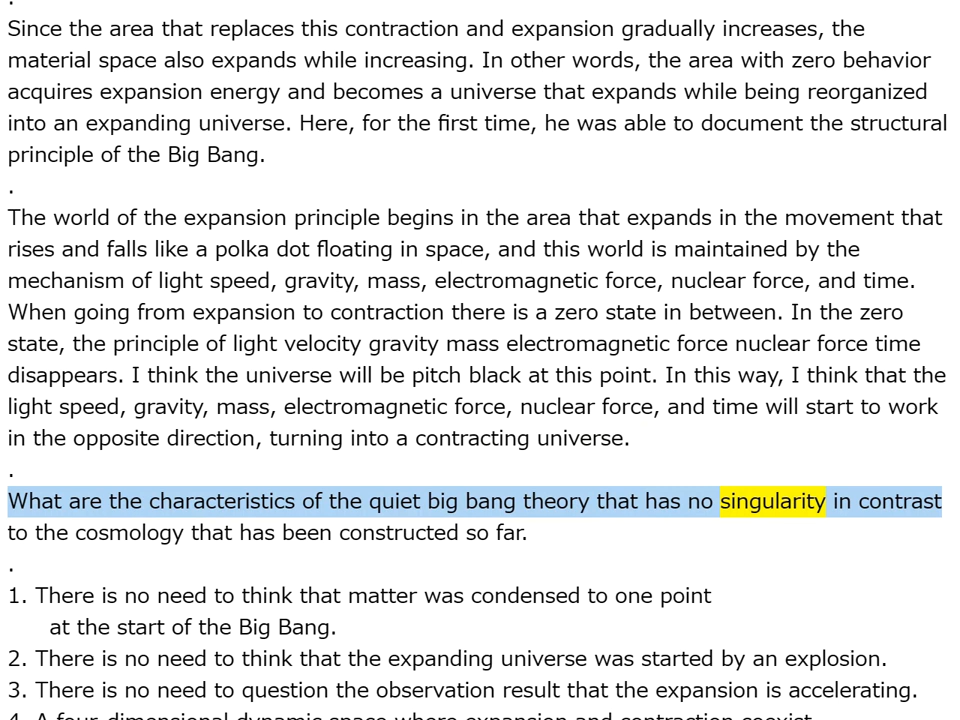 .
Since the area that replaces this contraction and expansion gradually increases, the
material space also expands while increasing. In other words, the area with zero behavior
acquires expansion energy and becomes a universe that expands while being reorganized
into an expanding universe. Here, for the first time, he was able to document the structural
principle of the Big Bang.
.
The world of the expansion principle begins in the area that expands in the movement that
rises and falls like a polka dot floating in space, and this world is maintained by the
mechanism of light speed, gravity, mass, electromagnetic force, nuclear force, and time.
When going from expansion to contraction there is a zero state in between. In the zero
state, the principle of light velocity gravity mass electromagnetic force nuclear force time
disappears. I think the universe will be pitch black at this point. In this way, I think that the
light speed, gravity, mass, electromagnetic force, nuclear force, and time will start to work
in the opposite direction, turning into a contracting universe.
.
What are the characteristics of the quiet big bang theory that has no singularity in contrast
to the cosmology that has been constructed so far.
.
1. There is no need to think that matter was condensed to one point
at the start of the Big Bang.
2. There is no need to think that the expanding universe was started by an explosion.
3. There is no need to question the observation result that the expansion is accelerating.
4. A four-dimensional dynamic space where expansion and contraction coexist